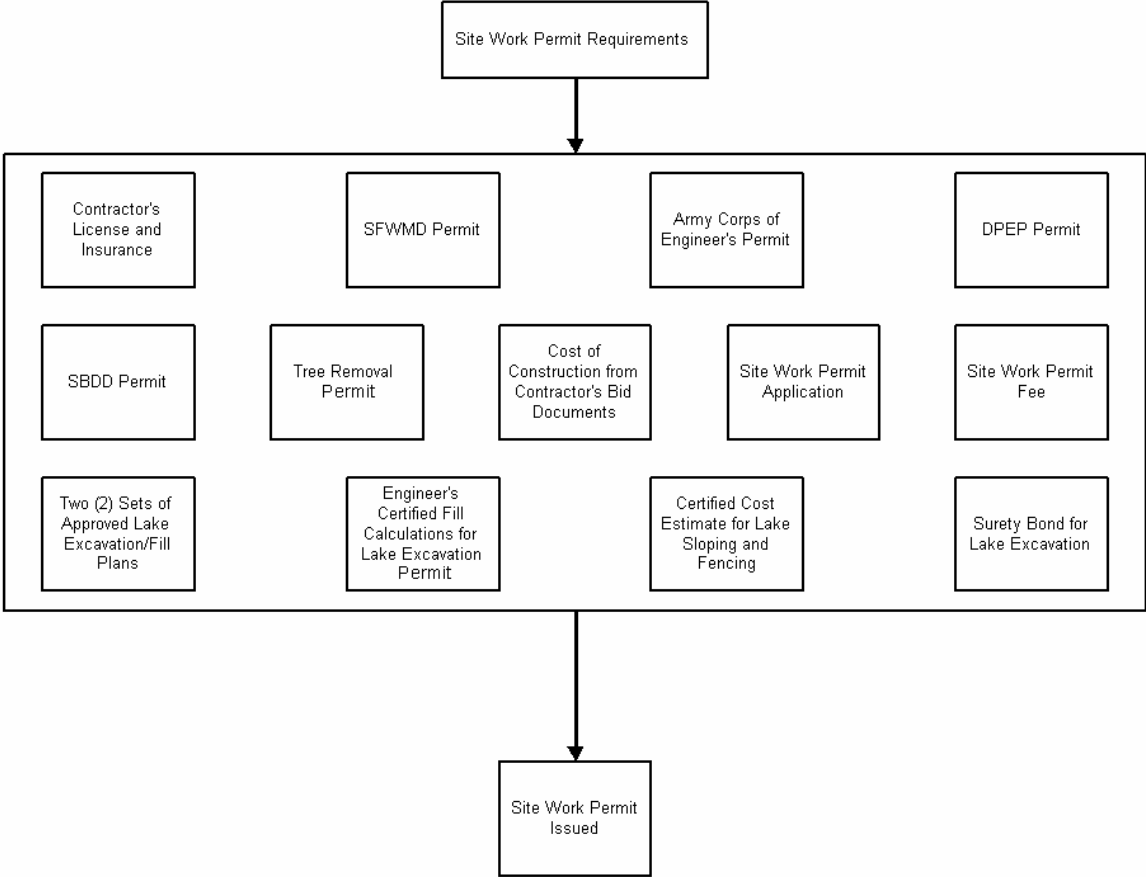 Site Work Permit Requirements
Contractor's
License and
Insurance
SFWMD Permit
Army Corps of
Engineer's Permit
DPEP Permit
SBDD Permit
Tree Removal
Permit
Cost of
Construction from
Contractor's Bid
Documents
Site Work Permit
Application
Site Work Permit
Fee
Two (2) Sets of
Approved Lake
Excavation/Fill
Plans
Engineer's
Certified Fill
Calculations for
Lake Excavation
Permit
Certified Cost
Estimate for Lake
Sloping and
Fencing
Surety Bond for
Lake Excavation
Site Work Permit
Issued